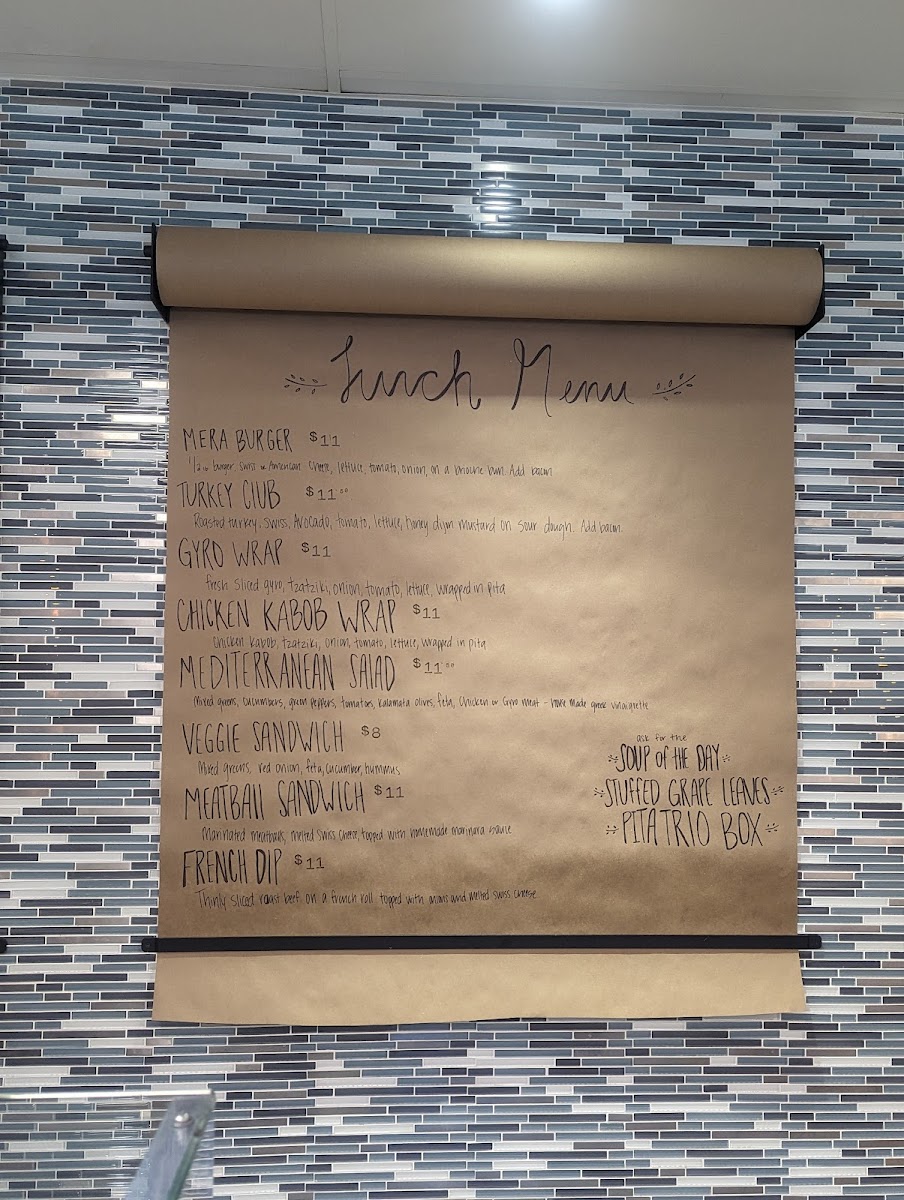 Lunch Menu
MERA BURGER $11
1/2 lb burger, Swiss or American Cheese, lettuce, tomato, onion, on a brioche bun. Add bacon
TURKEY CLUB $11.00
Roasted turkey, swiss, Avocado, tomato, lettuce, honey dijon mustard on sour dough. Add bacon.
GYRO WRAP $11
fresh sliced gyro, tzatziki, onion, tomato, lettuce, wrapped in pita
CHICKEN KABOB WRAP $11
Chicken kabob, tzatziki, onion, tomato, lettuce, wrapped in pita
MEDITERRANEAN SALAD $11.00
Mixed greens, cucumbers, green peppers, tomatoes, kalamata olives, feta, Chicken or Gyro meat - house made greek vinaigrette
VEGGIE SANDWICH $8
Mixed greens, red onion, feta, cucumber, hummus
MEATBALL SANDWICH $11
Marinated meatballs, melted swiss cheese, topped with homemade marinara sauce
FRENCH DIP $11
Thinly sliced roast beef on a french roll topped with onions and melted swiss cheese
ask for the
SOUP of the DAY
STUFFED GRAPE LEAVES
PITA TRIO BOX